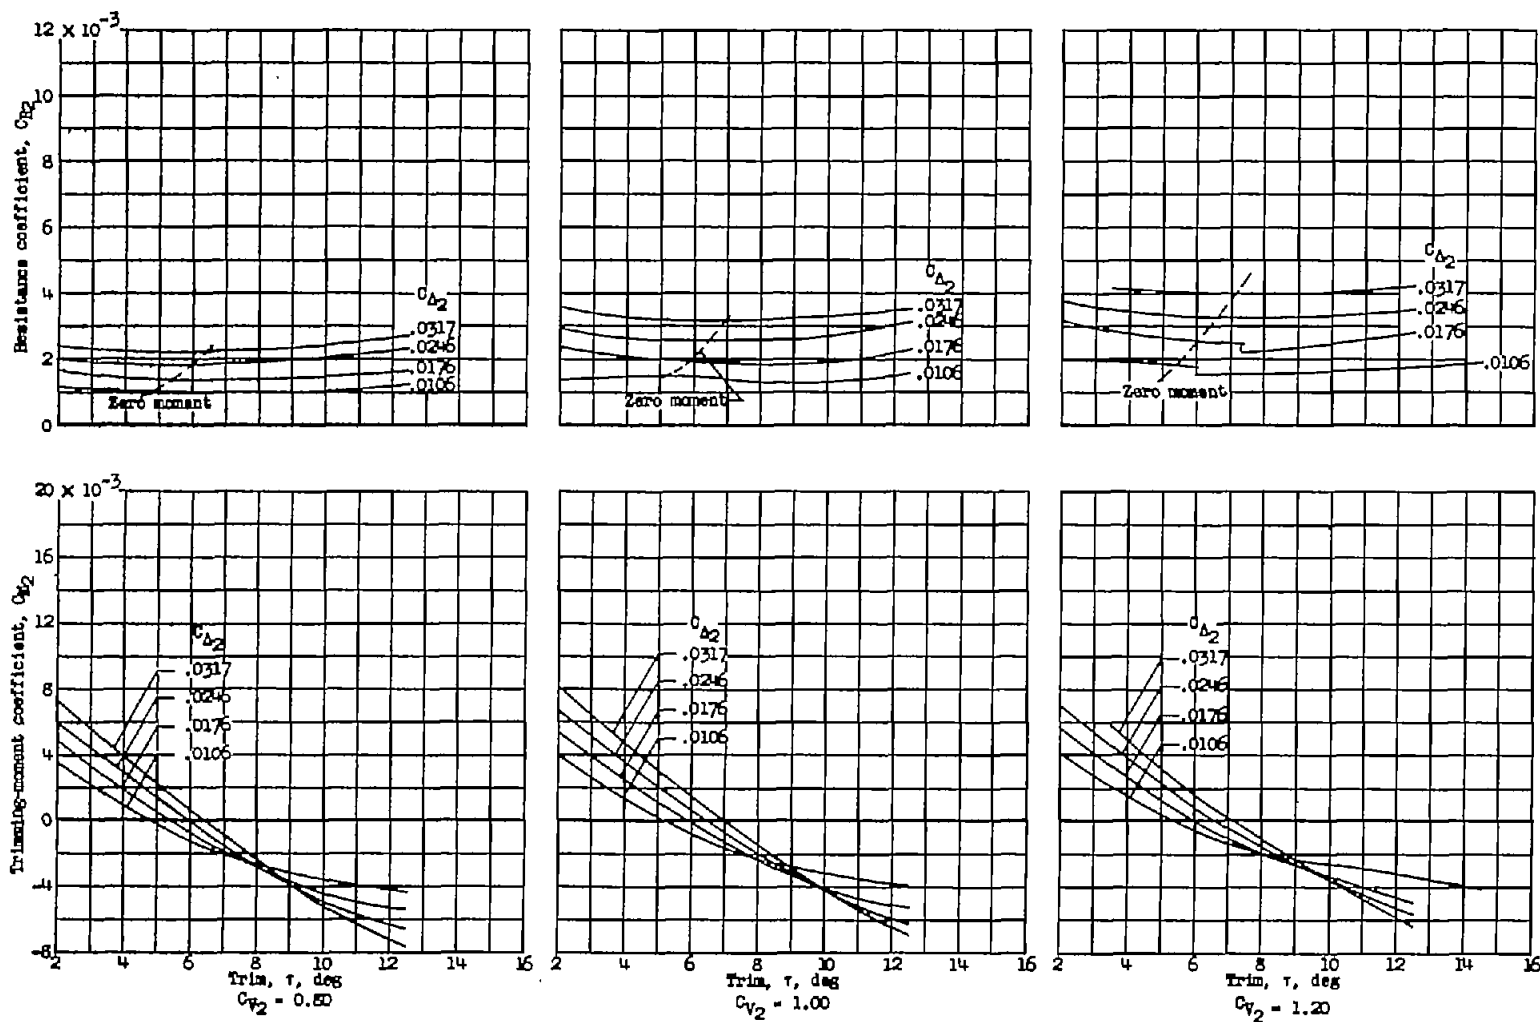 12 × 10⁻³
10
8
6
4
2
0
Resistance coefficient, C_R2
C_Δ2
.0317
.0246
.0176
.0106
Zero moment
C_Δ2
.0317
.0246
.0176
.0106
Zero moment
C_Δ2
.0317
.0246
.0176
.0106
Zero moment
20 × 10⁻³
16
12
8
4
0
-4
-8
Trimming-moment coefficient, C_M2
C_Δ2
.0317
.0246
.0176
.0106
C_Δ2
.0317
.0246
.0176
.0106
C_Δ2
.0317
.0246
.0176
.0106
2 4 6 8 10 12 14 16
Trim, τ, deg
C_V2 = 0.80
2 4 6 8 10 12 14 16
Trim, τ, deg
C_V2 = 1.00
2 4 6 8 10 12 14 16
Trim, τ, deg
C_V2 = 1.20